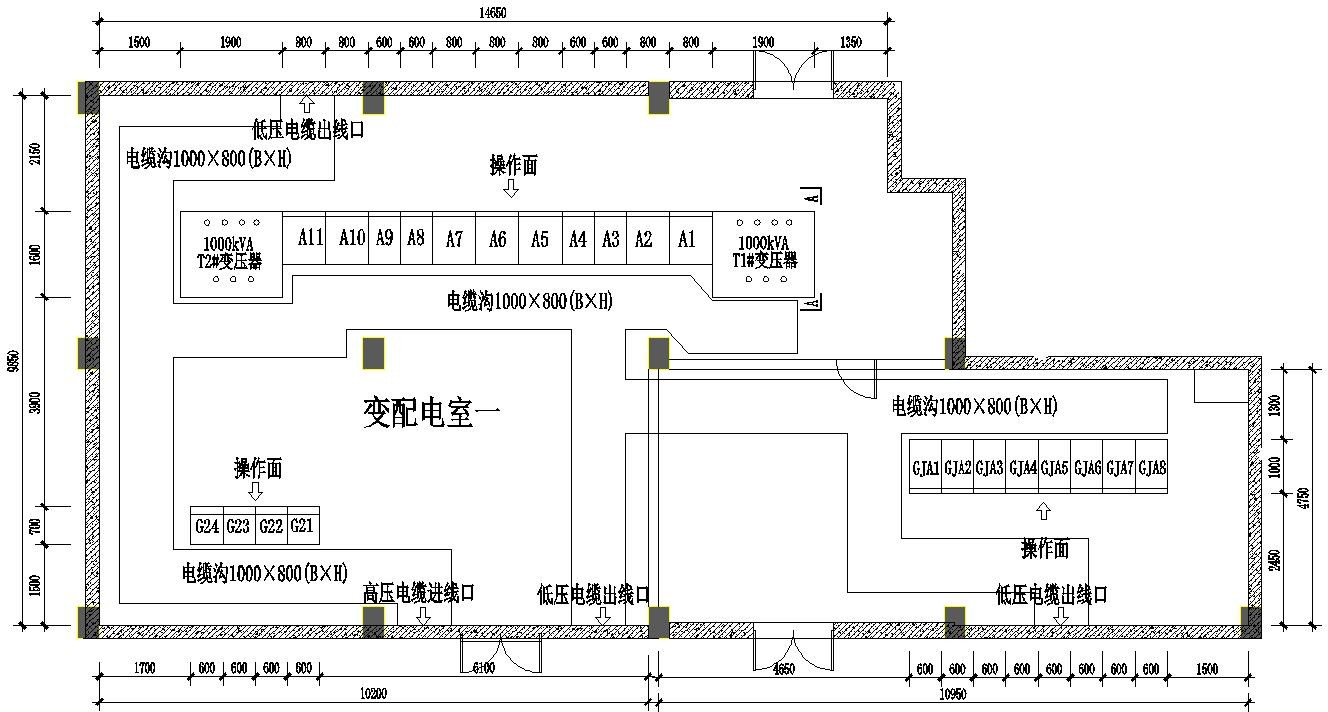 14650
1500 1900 800 800 600 600 800 800 800 600 600 800 800 1900 1350
低压电缆出线口
电缆沟1000×800(B×H)
操作面
A
1000kVA
T2#变压器
A11 A10 A9 A8 A7 A6 A5 A4 A3 A2 A1
1000kVA
T1#变压器
电缆沟1000×800(B×H)
A
2150
1600
3900
700
1500
9850
变配电室一
电缆沟1000×800(B×H)
操作面
G24 G23 G22 G21
GJA1 GJA2 GJA3 GJA4 GJA5 GJA6 GJA7 GJA8
操作面
电缆沟1000×800(B×H)
高压电缆进线口
低压电缆出线口
低压电缆出线口
1300
1000
2450
4750
1700 600 600 600 600 6100 4650 600 600 600 600 600 600 600 600 1500
10200 10950